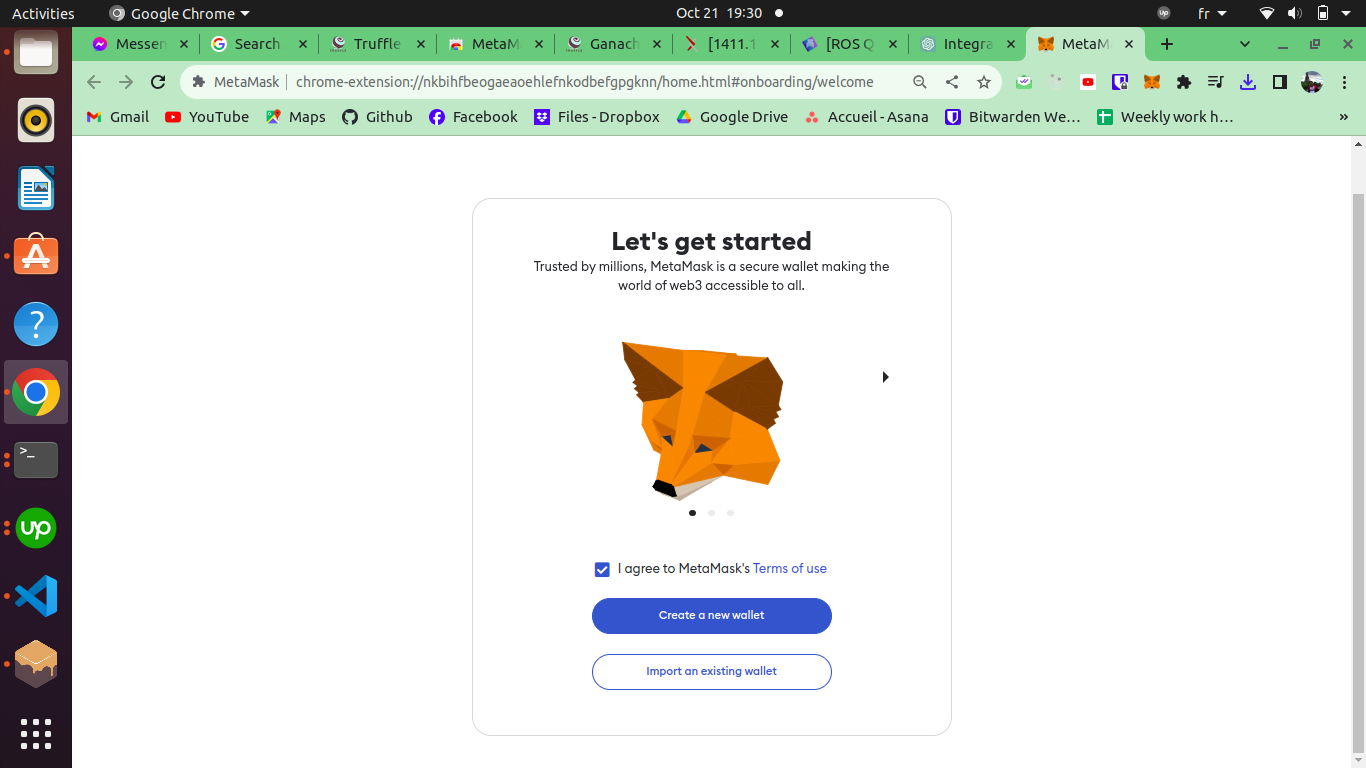 Activities
Google Chrome
Oct 21 19:30
fr
Messen
Search
Truffle
MetaM
Ganach
[1411.1
[ROS Q
Integra
MetaM
MetaMask
chrome-extension://nkbihfbeogaeaoehlefnkodbefgpgknn/home.html#onboarding/welcome
Gmail
YouTube
Maps
Github
Facebook
Files - Dropbox
Google Drive
Accueil - Asana
Bitwarden We...
Weekly work h...
»
Let's get started
Trusted by millions, MetaMask is a secure wallet making the
world of web3 accessible to all.
I agree to MetaMask's Terms of use
Create a new wallet
Import an existing wallet
>_
up